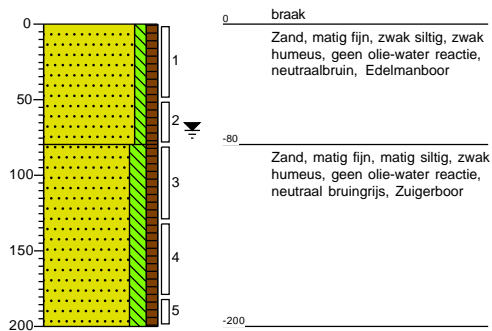 0
50
100
150
200
1
2
3
4
5
0
braak
Zand, matig fijn, zwak siltig, zwak
humeus, geen olie-water reactie,
neutraalbruin, Edelmanboor
-80
Zand, matig fijn, matig siltig, zwak
humeus, geen olie-water reactie,
neutraal bruingrijs, Zuigerboor
-200